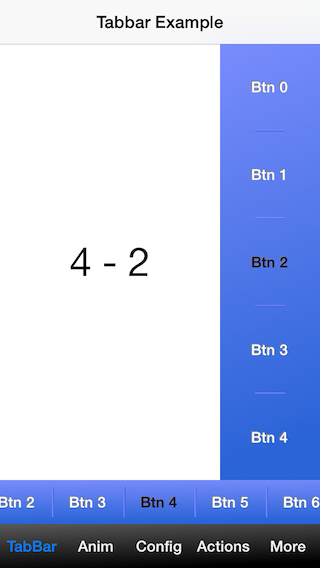 Tabbar Example
Btn 0
Btn 1
4 - 2
Btn 2
Btn 3
Btn 4
Btn 2 Btn 3 Btn 4 Btn 5 Btn 6
TabBar Anim Config Actions More